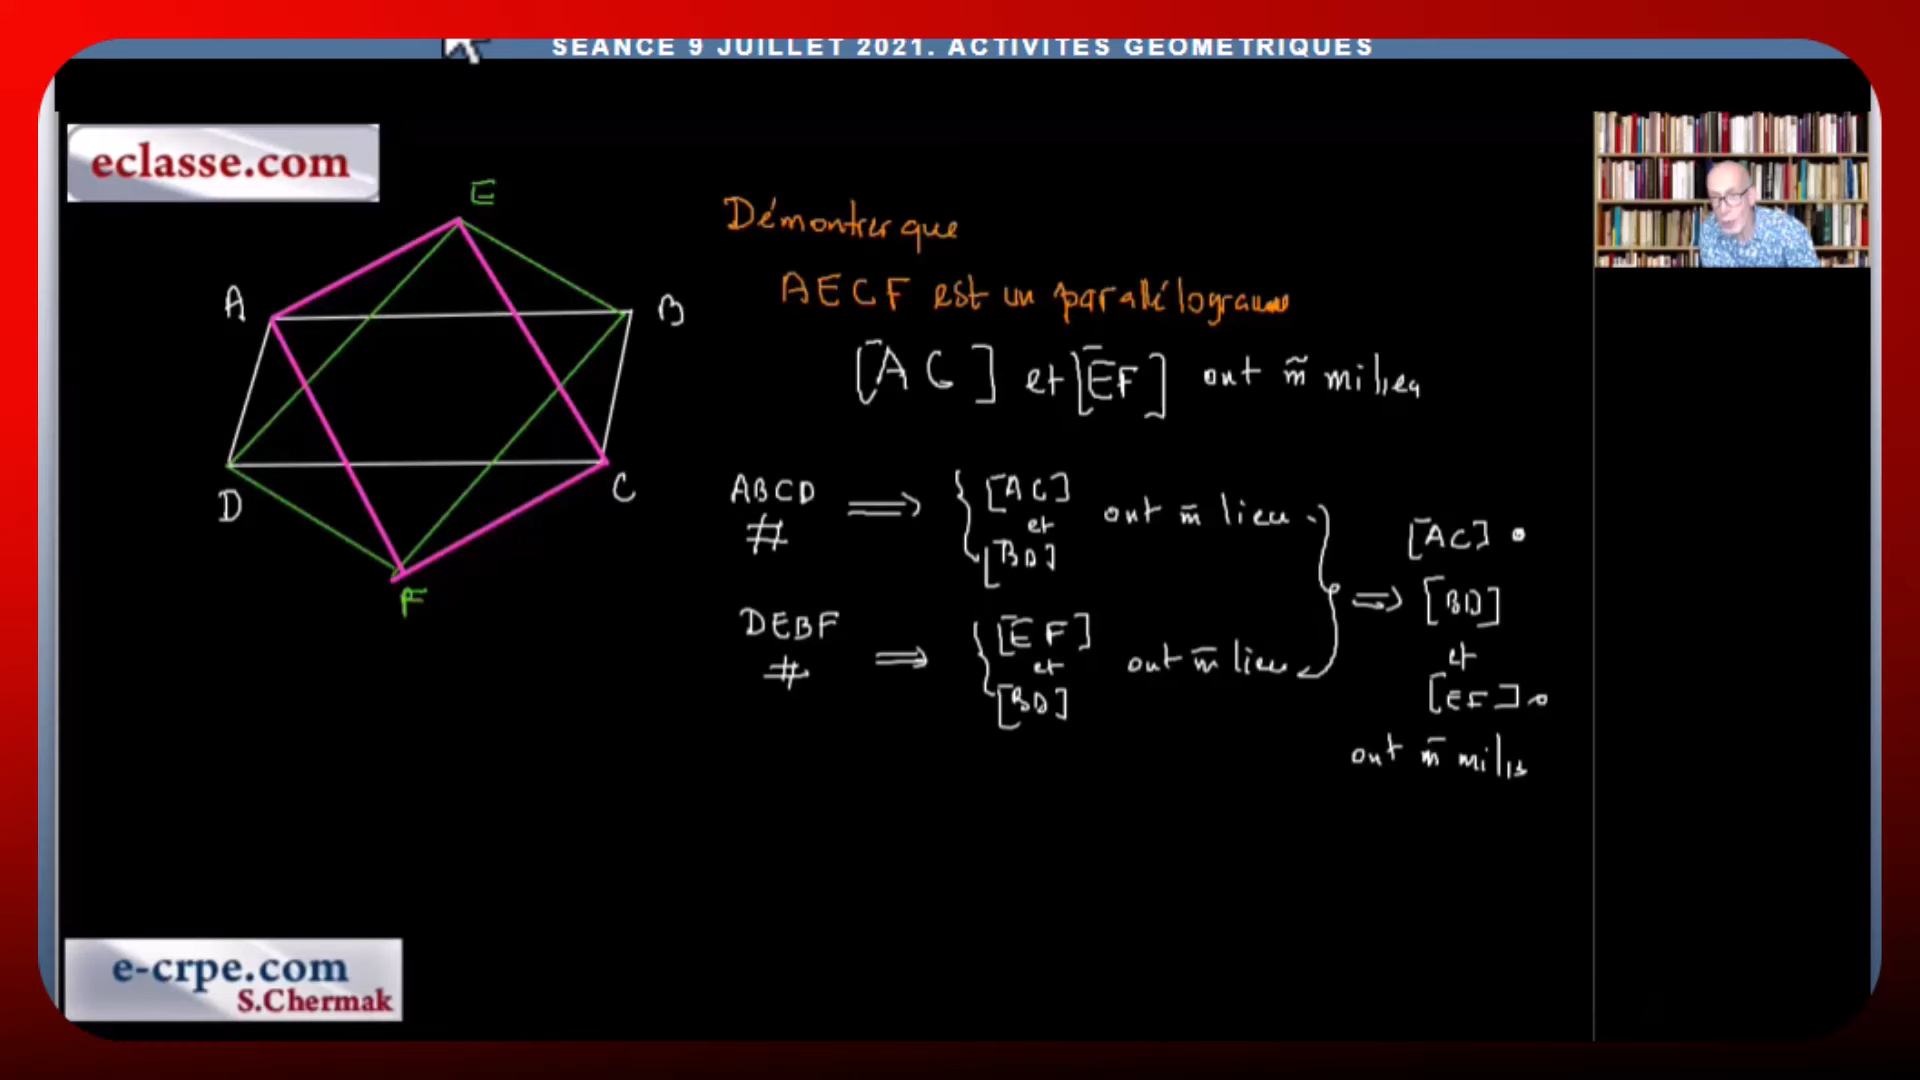 SEANCE 9 JUILLET 2021. ACTIVITES GEOMETRIQUES
eclasse.com
E
A
B
D
C
F
Démontrer que
AECF est un parallélogramme
[AC] et [EF] ont m̃ milieu
ABCD ⟹ { [AC] et [BD] ont m̄ lieu
#
DEBF ⟹ { [EF] et [BD] ont m̄ lieu
#
} ⟹ [AC]
[BD]
et
[EF]
ont m̄ milie
e-crpe.com
S.Chermak